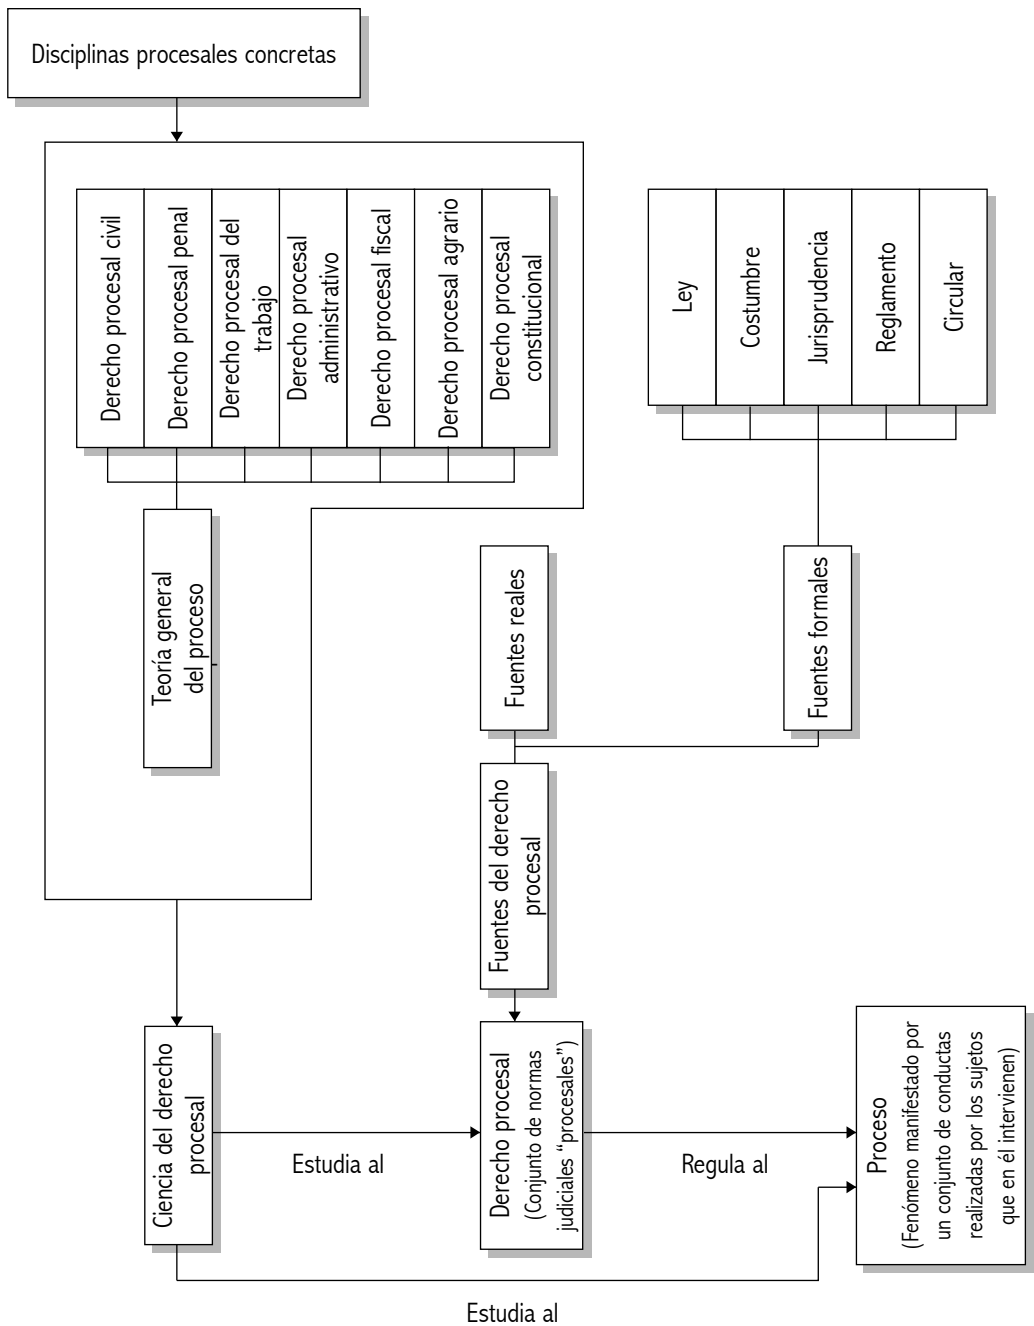 Disciplinas procesales concretas
Derecho procesal civil
Derecho procesal penal
Derecho procesal del
trabajo
Derecho procesal
administrativo
Derecho procesal fiscal
Derecho procesal agrario
Derecho procesal
constitucional
Ley
Costumbre
Jurisprudencia
Reglamento
Circular
Teoría general
del proceso
Fuentes reales
Fuentes formales
Fuentes del derecho
procesal
Ciencia del derecho
procesal
Estudia al
Derecho procesal
(Conjunto de normas
judiciales “procesales”)
Regula al
Proceso
(Fenómeno manifestado por
un conjunto de conductas
realizadas por los sujetos
que en él intervienen)
Estudia al